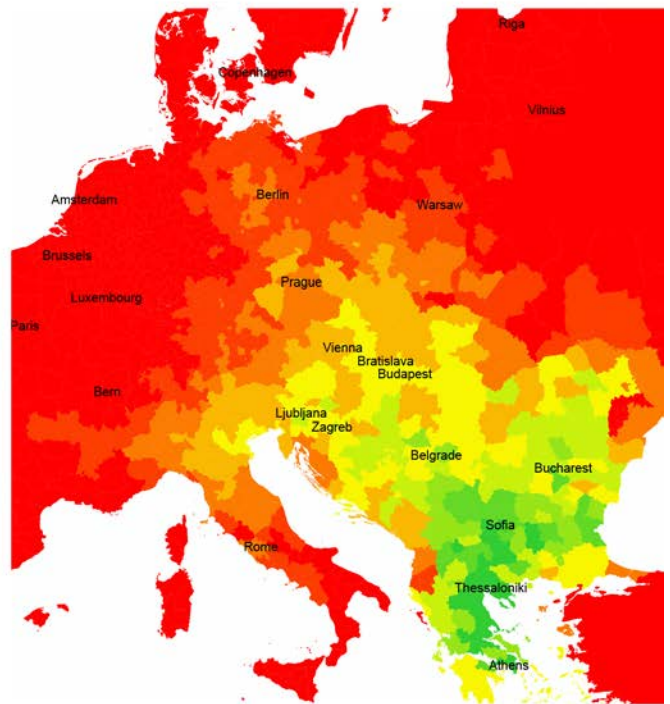 Riga
Copenhagen
Vilnius
Berlin
Amsterdam
Warsaw
Brussels
Prague
Luxembourg
Paris
Vienna
Bratislava
Budapest
Bern
Ljubljana
Zagreb
Belgrade
Bucharest
Sofia
Rome
Thessaloniki
Athens